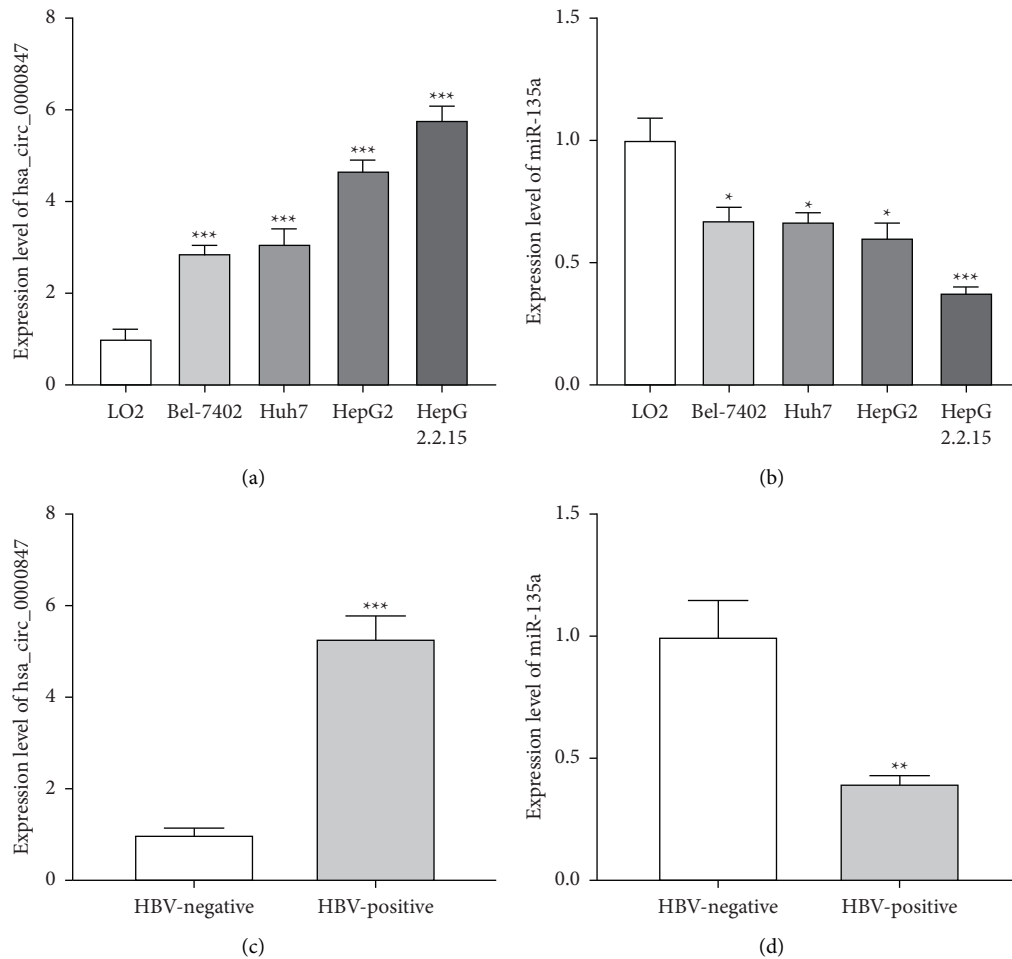 Expression level of hsa_circ_0000847
8
6
4
2
0
***
***
***
***
LO2 Bel-7402 Huh7 HepG2 HepG
2.2.15
(a)
Expression level of miR-135a
1.5
1.0
0.5
0.0
*
*
*
***
LO2 Bel-7402 Huh7 HepG2 HepG
2.2.15
(b)
Expression level of hsa_circ_0000847
8
6
4
2
0
***
HBV-negative HBV-positive
(c)
Expression level of miR-135a
1.5
1.0
0.5
0.0
**
HBV-negative HBV-positive
(d)